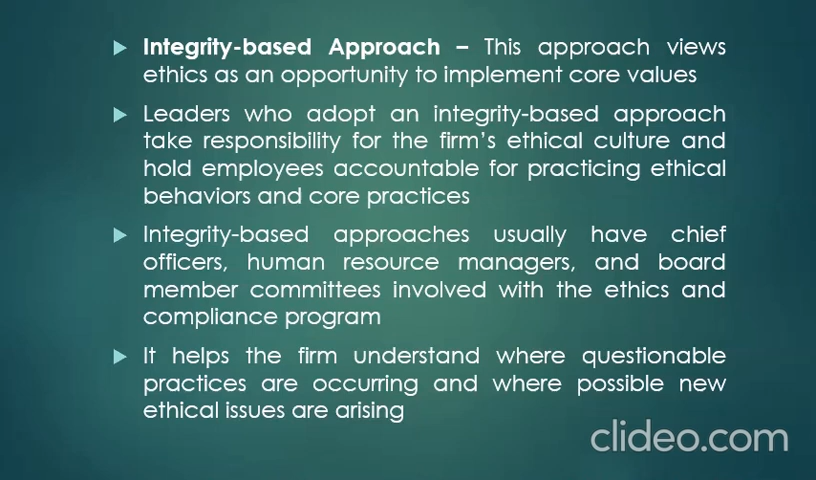 Integrity-based Approach – This approach views
ethics as an opportunity to implement core values
Leaders who adopt an integrity-based approach
take responsibility for the firm's ethical culture and
hold employees accountable for practicing ethical
behaviors and core practices
Integrity-based approaches usually have chief
officers, human resource managers, and board
member committees involved with the ethics and
compliance program
It helps the firm understand where questionable
practices are occurring and where possible new
ethical issues are arising
clideo.com